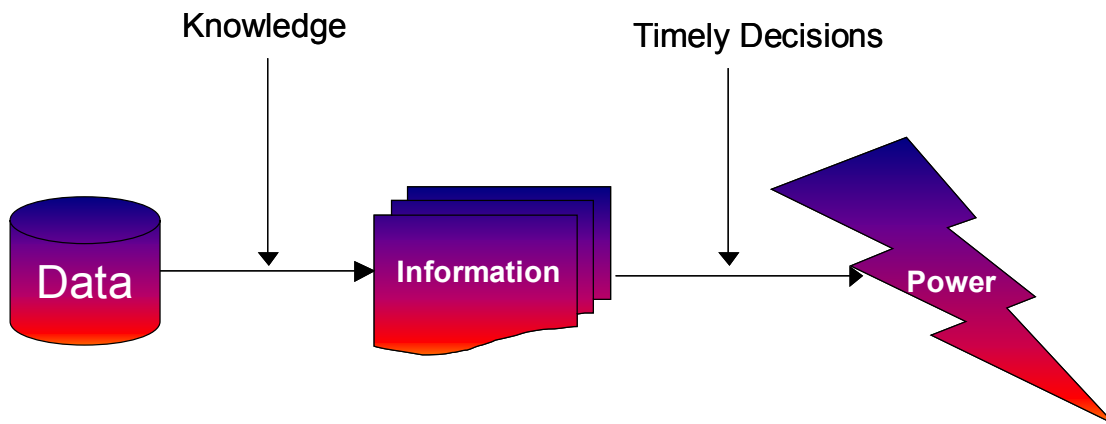 Knowledge
Timely Decisions
Data
Information
Power